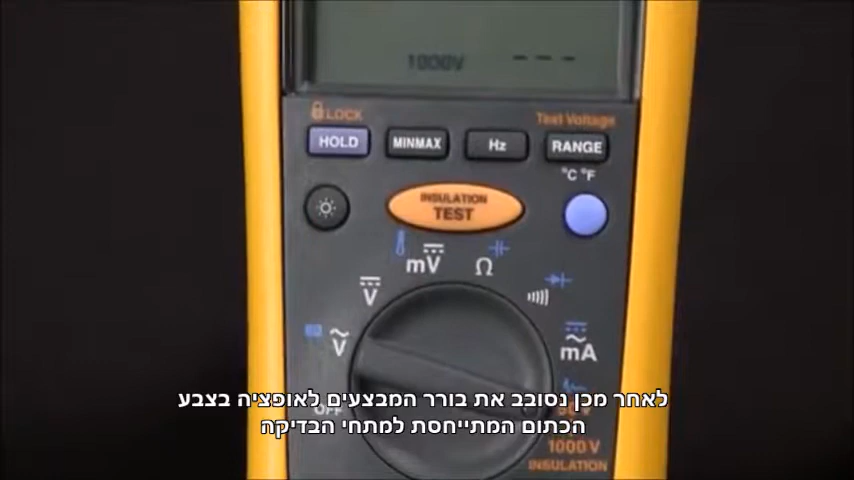 1000V ---
LOCK
Test Voltage
HOLD MINMAX Hz RANGE
°C °F
INSULATION
TEST
mV
Ω
V
V
mA
OFF
1000 V
INSULATION
לאחר מכן נסובב את בורר המבצעים לאופציה בצבע
הכתום המתייחסת למתחי הבדיקה